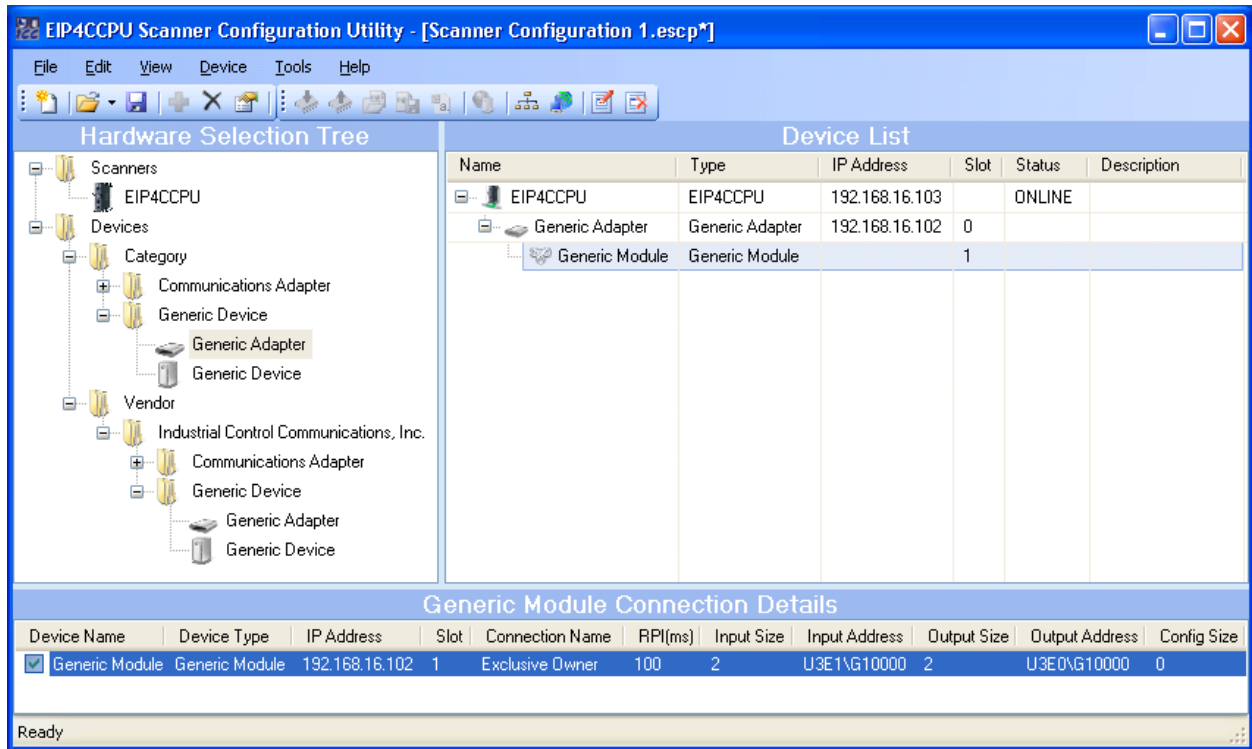 EIP4CCPU Scanner Configuration Utility - [Scanner Configuration 1.escp*]
File Edit View Device Tools Help
Hardware Selection Tree
Scanners
EIP4CCPU
Devices
Category
Communications Adapter
Generic Device
Generic Adapter
Generic Device
Vendor
Industrial Control Communications, Inc.
Communications Adapter
Generic Device
Generic Adapter
Generic Device
Device List
Name Type IP Address Slot Status Description
EIP4CCPU EIP4CCPU 192.168.16.103 ONLINE
Generic Adapter Generic Adapter 192.168.16.102 0
Generic Module Generic Module 1
Generic Module Connection Details
Device Name Device Type IP Address Slot Connection Name RPI(ms) Input Size Input Address Output Size Output Address Config Size
Generic Module Generic Module 192.168.16.102 1 Exclusive Owner 100 2 U3E1\G10000 2 U3E0\G10000 0
Ready